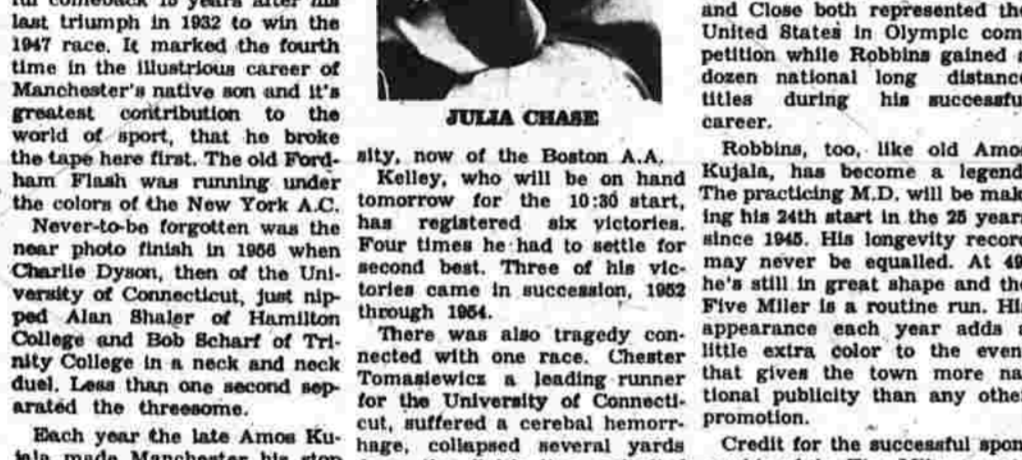 last triumph in 1932 to win the
1947 race. It marked the fourth
time in the illustrious career of
Manchester's native son and it's
greatest contribution to the
world of sport, that he broke
the tape here first. The old Ford-
ham Flash was running under
the colors of the New York A.C.
Never-to-be forgotten was the
near photo finish in 1956 when
Charlie Dyson, then of the Uni-
versity of Connecticut, just nip-
ped Alan Shaler of Hamilton
College and Bob Scharf of Tri-
nity College in a neck and neck
duel. Less than one second sep-
arated the threesome.
Each year the late Amos Ku-
jala made Manchester his stop
JULIA CHASE
sity, now of the Boston A.A.
Kelley, who will be on hand
tomorrow for the 10:30 start,
has registered six victories.
Four times he had to settle for
second best. Three of his vic-
tories came in succession, 1952
through 1954.
There was also tragedy con-
nected with one race. Chester
Tomasiewicz a leading runner
for the University of Connecti-
cut, suffered a cerebral hemorr-
hage, collapsed several yards
and Close both represented the
United States in Olympic com
petition while Robbins gained a
dozen national long distance
titles during his successfu
career.
Robbins, too, like old Amo
Kujala, has become a legend
The practicing M.D. will be mak
ing his 24th start in the 25 year
since 1945. His longevity record
may never be equalled. At 49
he's still in great shape and the
Five Miler is a routine run. Hi
appearance each year adds a
little extra color to the even
that gives the town more na
tional publicity than any othe
promotion.
Credit for the successful spon